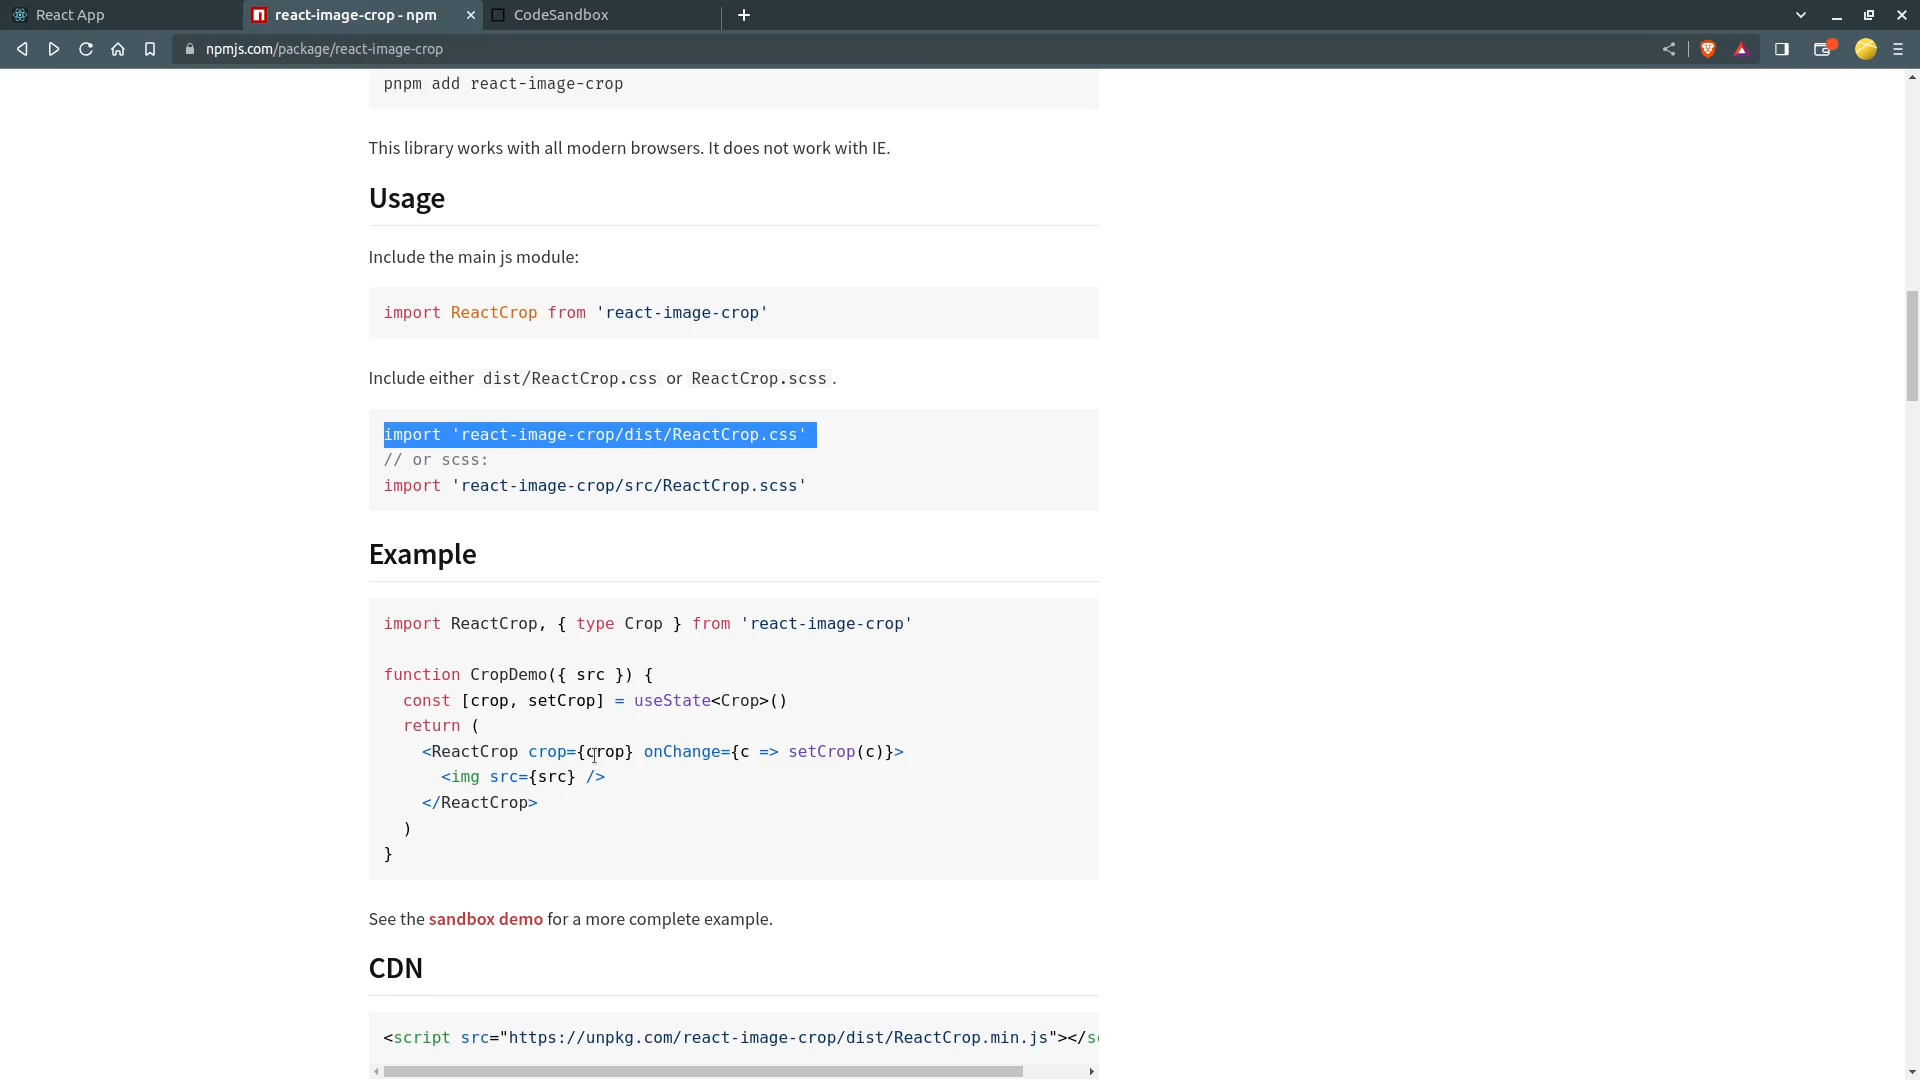 React App
react-image-crop - npm
CodeSandbox
npmjs.com/package/react-image-crop
pnpm add react-image-crop
This library works with all modern browsers. It does not work with IE.
Usage
Include the main js module:
import ReactCrop from 'react-image-crop'
Include either dist/ReactCrop.css or ReactCrop.scss.
import 'react-image-crop/dist/ReactCrop.css'
// or scss:
import 'react-image-crop/src/ReactCrop.scss'
Example
import ReactCrop, { type Crop } from 'react-image-crop'
function CropDemo({ src }) {
const [crop, setCrop] = useState<Crop>()
return (
<ReactCrop crop={crop} onChange={c => setCrop(c)}>
<img src={src} />
</ReactCrop>
)
}
See the sandbox demo for a more complete example.
CDN
<script src="https://unpkg.com/react-image-crop/dist/ReactCrop.min.js"></s